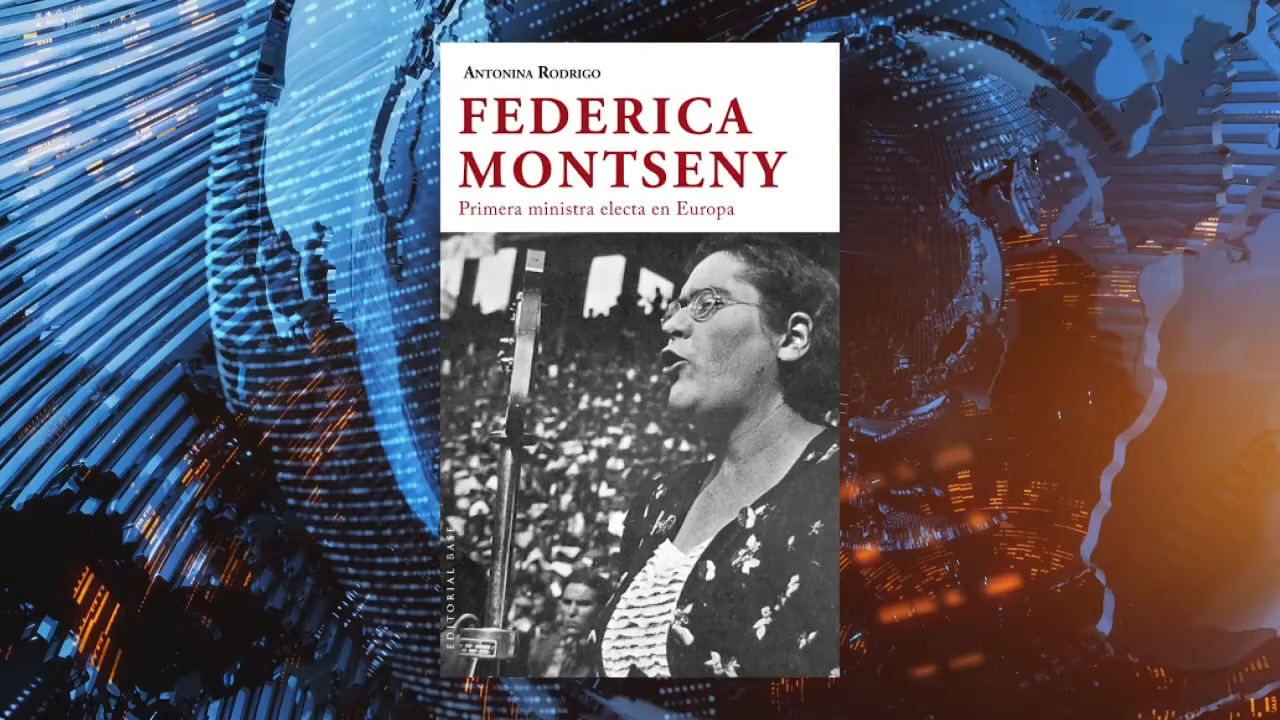 Antonina Rodrigo
FEDERICA
MONTSENY
Primera ministra electa en Europa
EDITORIAL BASE